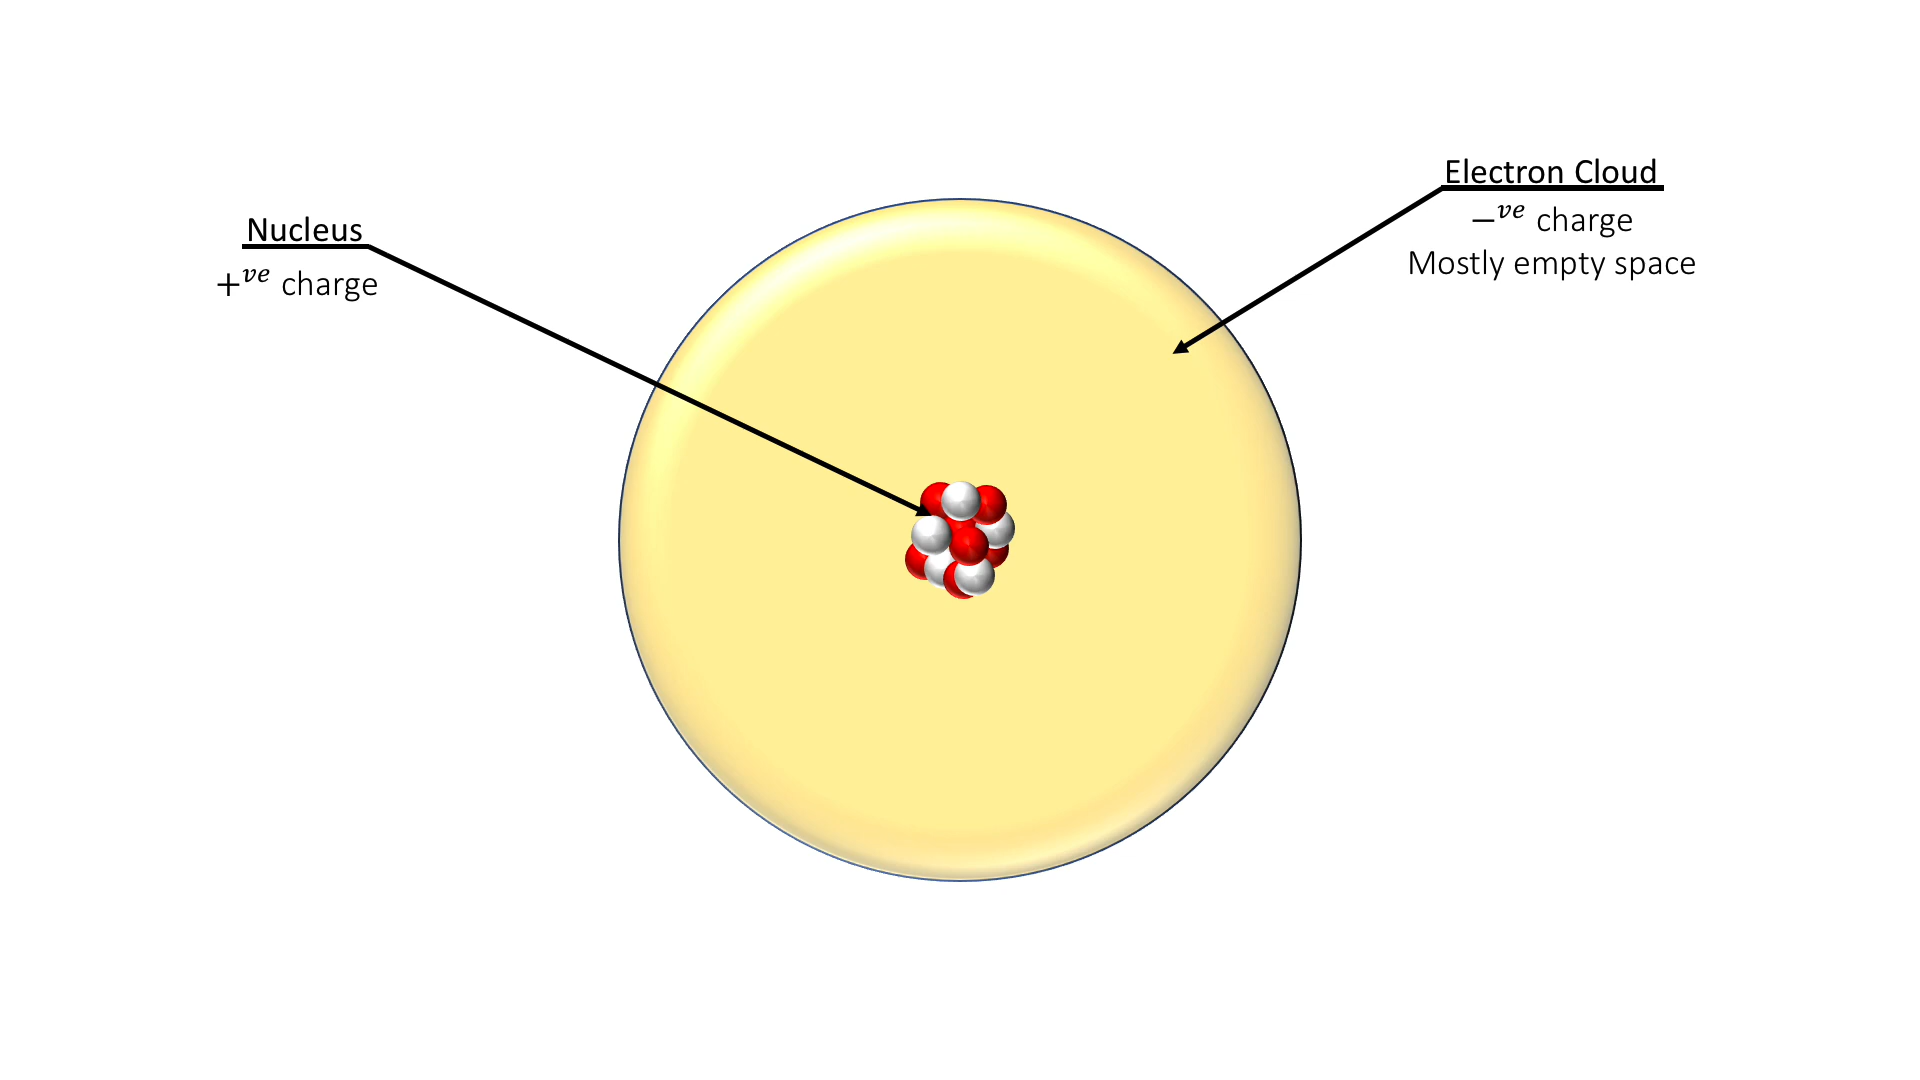 Nucleus
+ve charge
Electron Cloud
−ve charge
Mostly empty space